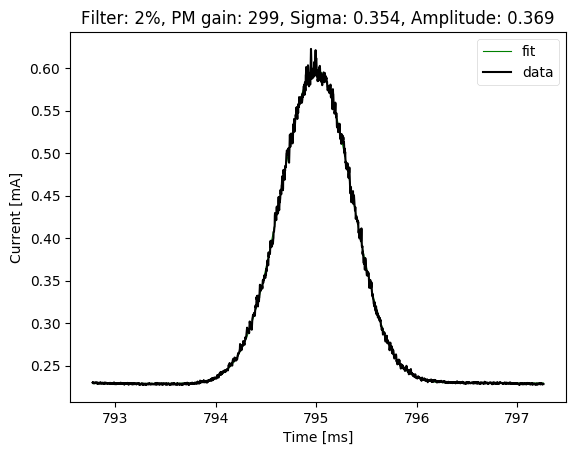 Filter: 2%, PM gain: 299, Sigma: 0.354, Amplitude: 0.369
fit
data
0.60
0.55
0.50
0.45
0.40
0.35
0.30
0.25
Current [mA]
793
794
795
796
797
Time [ms]